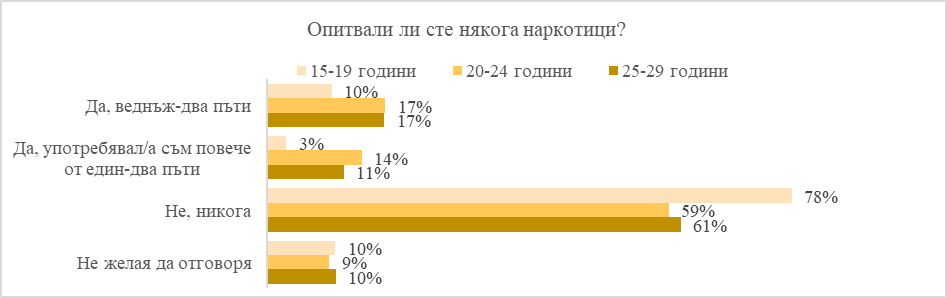 Опитвали ли сте някога наркотици?
15-19 години 20-24 години 25-29 години
Да, веднъж-два пъти
10%
17%
17%
Да, употребявал/а съм повече
от един-два пъти
3%
14%
11%
Не, никога
78%
59%
61%
Не желая да отговоря
10%
9%
10%